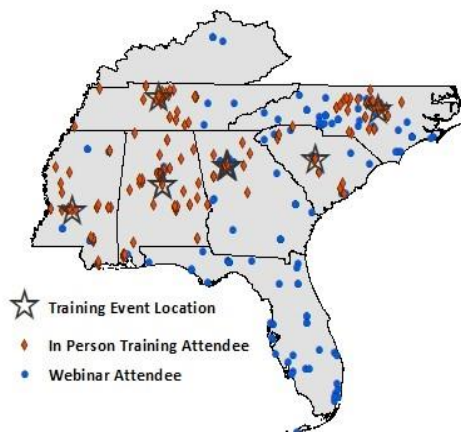 Training Event Location
In Person Training Attendee
Webinar Attendee